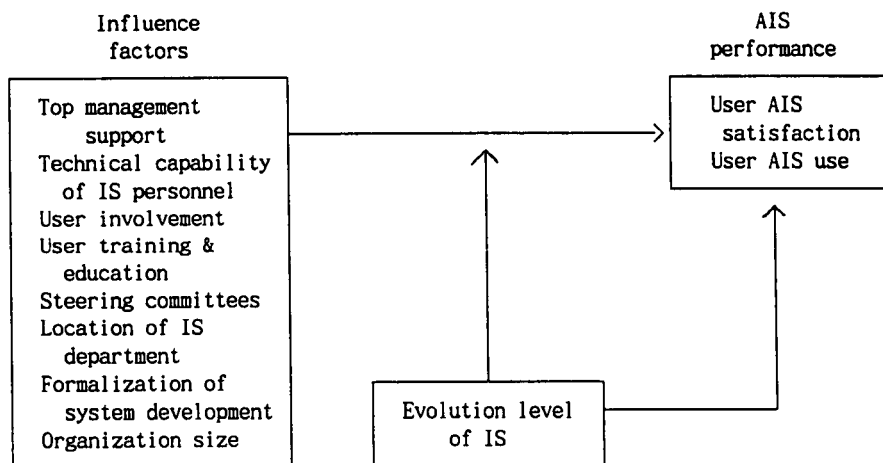 Influence
factors
Top management
support
Technical capability
of IS personnel
User involvement
User training &
education
Steering committees
Location of IS
department
Formalization of
system development
Organization size
AIS
performance
User AIS
satisfaction
User AIS use
Evolution level
of IS